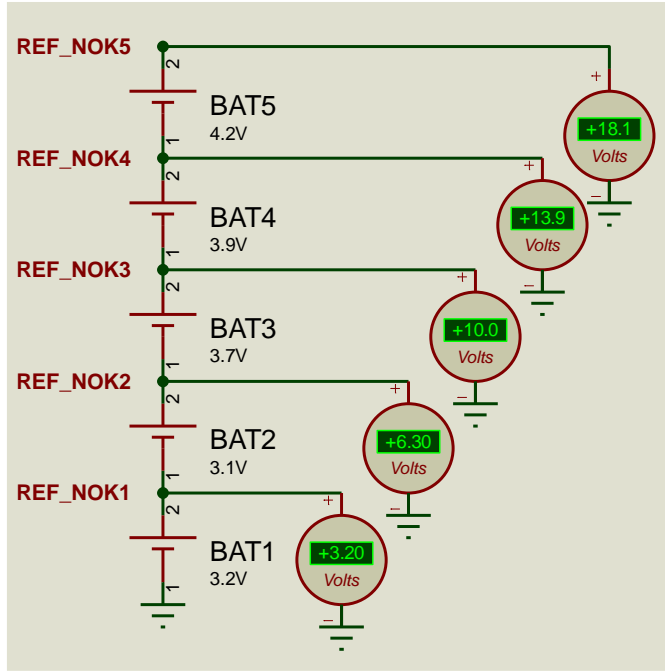 REF_NOK5
2
+
BAT5
4.2V
+18.1
Volts
1
−
REF_NOK4
2
+
BAT4
3.9V
+13.9
Volts
1
−
REF_NOK3
2
+
BAT3
3.7V
+10.0
Volts
1
−
REF_NOK2
2
+
BAT2
3.1V
+6.30
Volts
1
−
REF_NOK1
2
+
BAT1
3.2V
+3.20
Volts
1
−